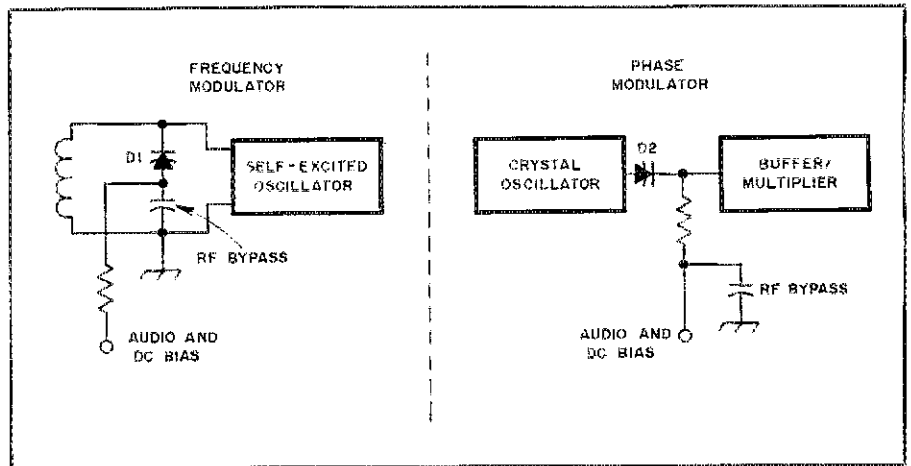 FREQUENCY
MODULATOR
D1
SELF-EXCITED
OSCILLATOR
RF BYPASS
AUDIO AND
DC BIAS
PHASE
MODULATOR
CRYSTAL
OSCILLATOR
D2
BUFFER/
MULTIPLIER
RF BYPASS
AUDIO AND
DC BIAS